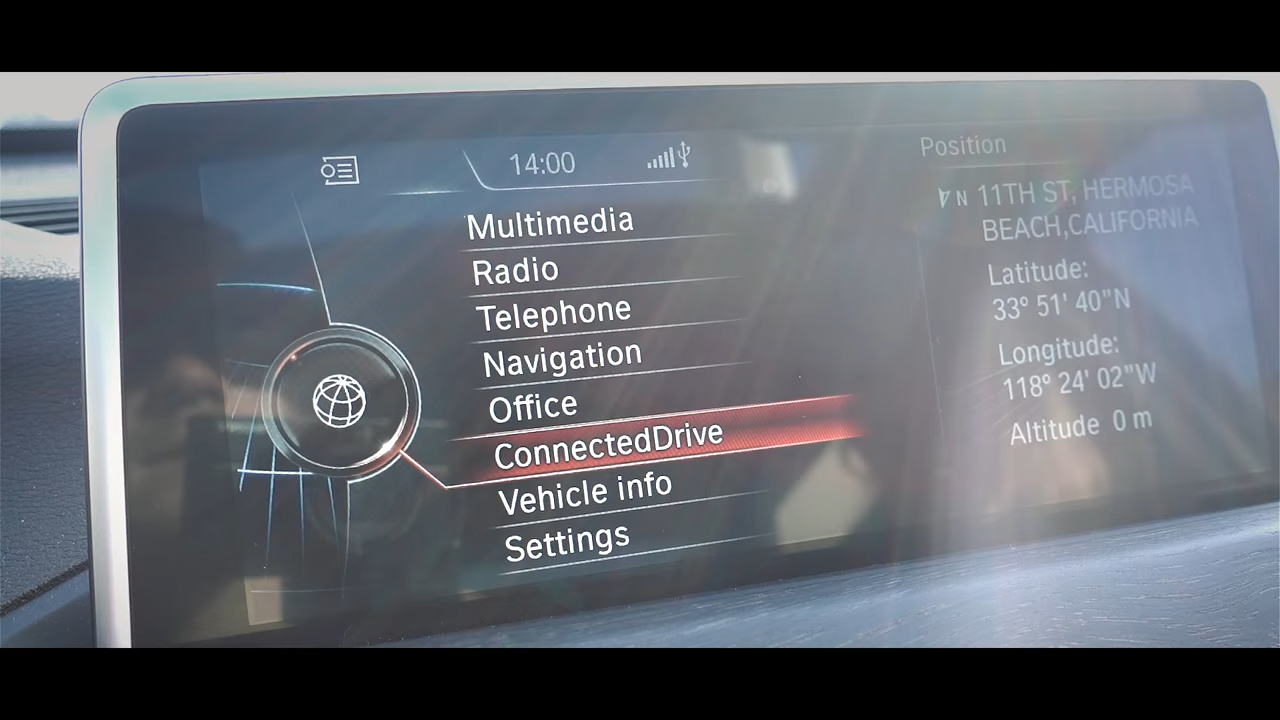 14:00
Multimedia
Radio
Telephone
Navigation
Office
ConnectedDrive
Vehicle info
Settings
Position
N 11TH ST, HERMOSA
BEACH,CALIFORNIA
Latitude:
33° 51' 40"N
Longitude:
118° 24' 02"W
Altitude 0 m